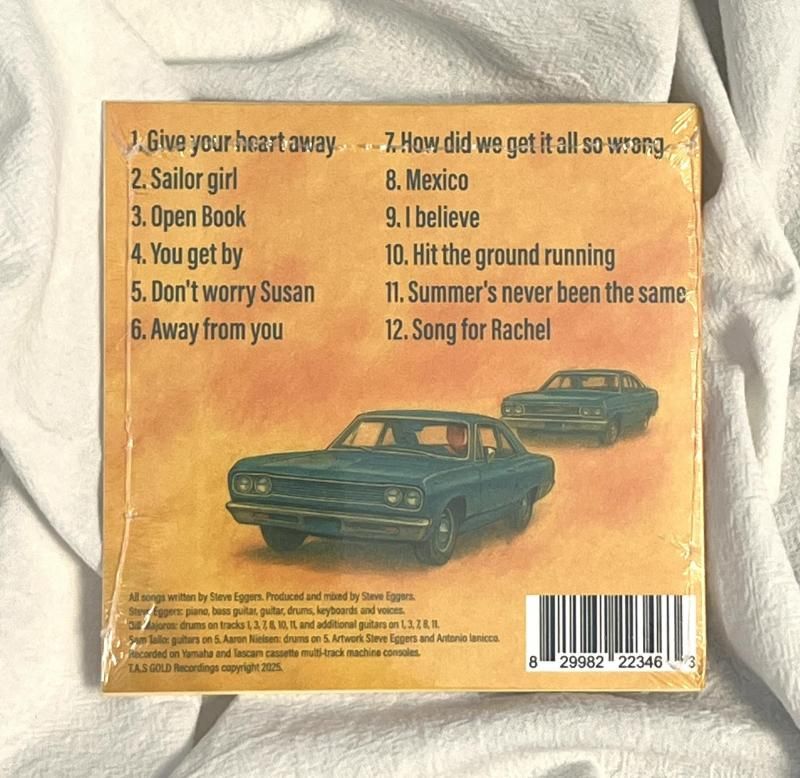 1. Give your heart away
2. Sailor girl
3. Open Book
4. You get by
5. Don't worry Susan
6. Away from you
7. How did we get it all so wrong
8. Mexico
9. I believe
10. Hit the ground running
11. Summer's never been the same
12. Song for Rachel
All songs written by Steve Eggers. Produced and mixed by Steve Eggers.
Steve Eggers: piano, bass guitar, guitar, drums, keyboards and voices.
Bill Majoros: drums on tracks 1, 3, 7, 8, 10, 11, and additional guitars on 1, 3, 7, 8, 11.
Sam Tallo: guitars on 5. Aaron Nielsen: drums on 5. Artwork Steve Eggers and Antonio Ianicco.
Recorded on Yamaha and Tascam cassette multi-track machine consoles.
T.A.S GOLD Recordings copyright 2025.
8 29982 22346 3